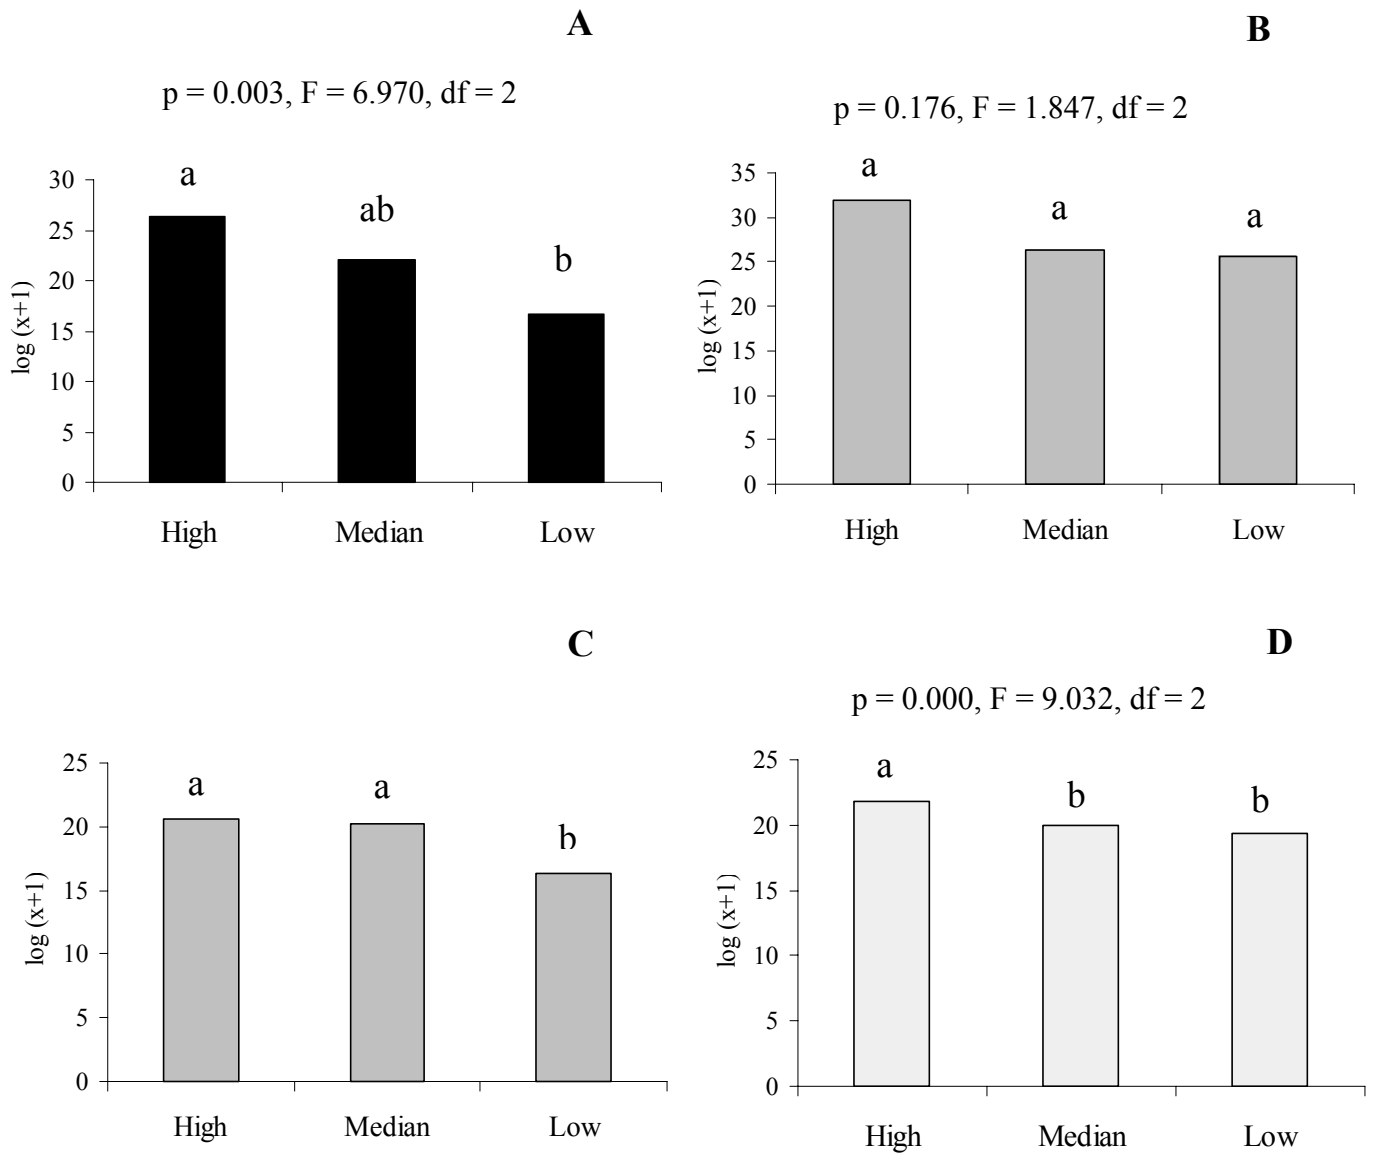 A
p = 0.003, F = 6.970, df = 2
30
25
20
15
10
5
0
log (x+1)
a
ab
b
High
Median
Low
B
p = 0.176, F = 1.847, df = 2
35
30
25
20
15
10
5
0
log (x+1)
a
a
a
High
Median
Low
C
25
20
15
10
5
0
log (x+1)
a
a
b
High
Median
Low
D
p = 0.000, F = 9.032, df = 2
25
20
15
10
5
0
log (x+1)
a
b
b
High
Median
Low